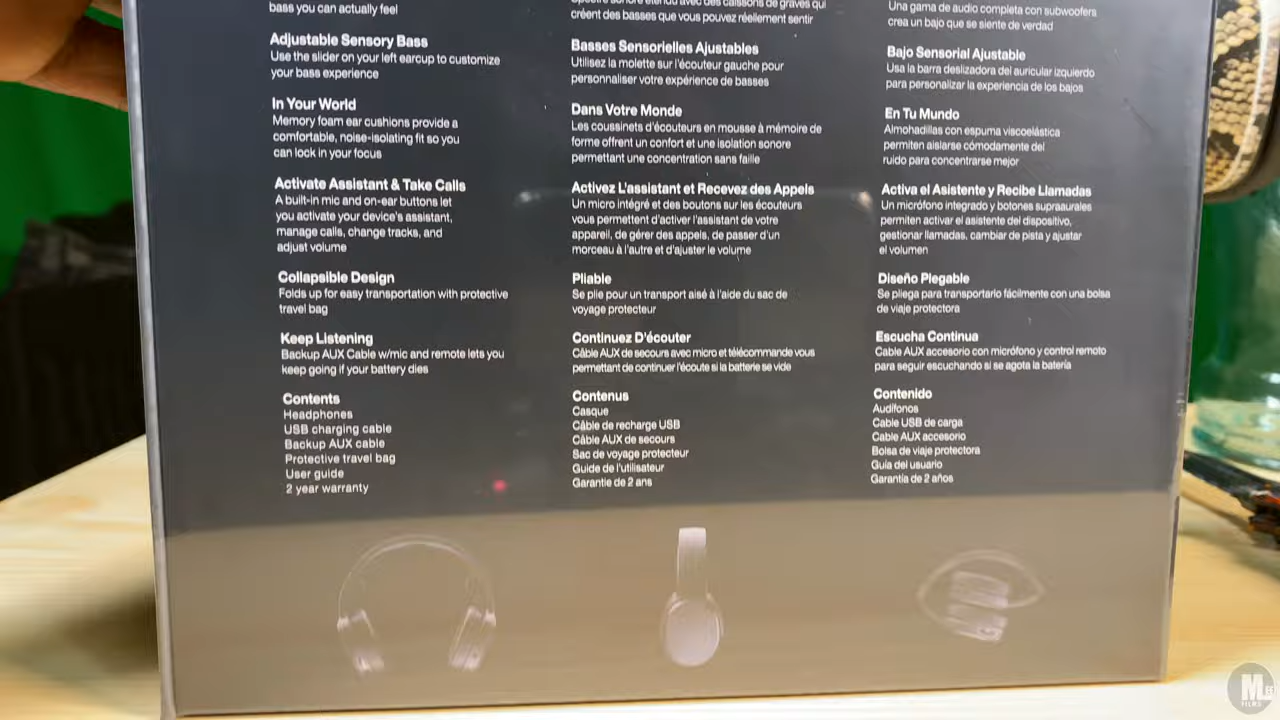 bass you can actually feel
Adjustable Sensory Bass
Use the slider on your left earcup to customize
your bass experience
In Your World
Memory foam ear cushions provide a
comfortable, noise-isolating fit so you
can lock in your focus
Activate Assistant & Take Calls
A built-in mic and on-ear buttons let
you activate your device's assistant,
manage calls, change tracks, and
adjust volume
Collapsible Design
Folds up for easy transportation with protective
travel bag
Keep Listening
Backup AUX Cable w/mic and remote lets you
keep going if your battery dies
Contents
Headphones
USB charging cable
Backup AUX cable
Protective travel bag
User guide
2 year warranty
spectre sonore étendu avec des caissons de graves qui
créent des basses que vous pouvez réellement sentir
Basses Sensorielles Ajustables
Utilisez la molette sur l'écouteur gauche pour
personnaliser votre expérience de basses
Dans Votre Monde
Les coussinets d'écouteurs en mousse à mémoire de
forme offrent un confort et une isolation sonore
permettant une concentration sans faille
Activez L'assistant et Recevez des Appels
Un micro intégré et des boutons sur les écouteurs
vous permettent d'activer l'assistant de votre
appareil, de gérer des appels, de passer d'un
morceau à l'autre et d'ajuster le volume
Pliable
Se plie pour un transport aisé à l'aide du sac de
voyage protecteur
Continuez D'écouter
Câble AUX de secours avec micro et télécommande vous
permettant de continuer l'écoute si la batterie se vide
Contenus
Casque
Câble de recharge USB
Câble AUX de secours
Sac de voyage protecteur
Guide de l'utilisateur
Garantie de 2 ans
Una gama de audio completa con subwoofers
crea un bajo que se siente de verdad
Bajo Sensorial Ajustable
Usa la barra deslizadora del auricular izquierdo
para personalizar la experiencia de los bajos
En Tu Mundo
Almohadillas con espuma viscoelástica
permiten aislarse cómodamente del
ruido para concentrarse mejor
Activa el Asistente y Recibe Llamadas
Un micrófono integrado y botones supraaurales
permiten activar el asistente del dispositivo,
gestionar llamadas, cambiar de pista y ajustar
el volumen
Diseño Plegable
Se pliega para transportarlo fácilmente con una bolsa
de viaje protectora
Escucha Continua
Cable AUX accesorio con micrófono y control remoto
para seguir escuchando si se agota la batería
Contenido
Audífonos
Cable USB de carga
Cable AUX accesorio
Bolsa de viaje protectora
Guía del usuario
Garantía de 2 años
FILMS